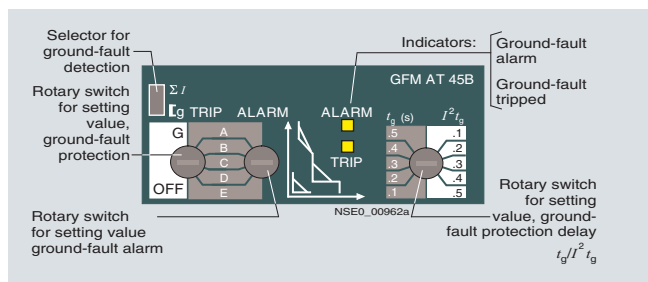 Selector for
ground-fault
detection
Rotary switch
for setting
value,
ground-fault
protection
Rotary switch
for setting value
ground-fault alarm
Indicators:
Ground-fault
alarm
Ground-fault
tripped
GFM AT 45B
Σ I
g TRIP ALARM
G
OFF
A
B
C
D
E
ALARM
TRIP
tg (s)
.5
.4
.3
.2
.1
I²tg
.1
.2
.3
.4
.5
NSE0_00962a
Rotary switch
for setting
value, ground-
fault protection delay
tg/I² tg